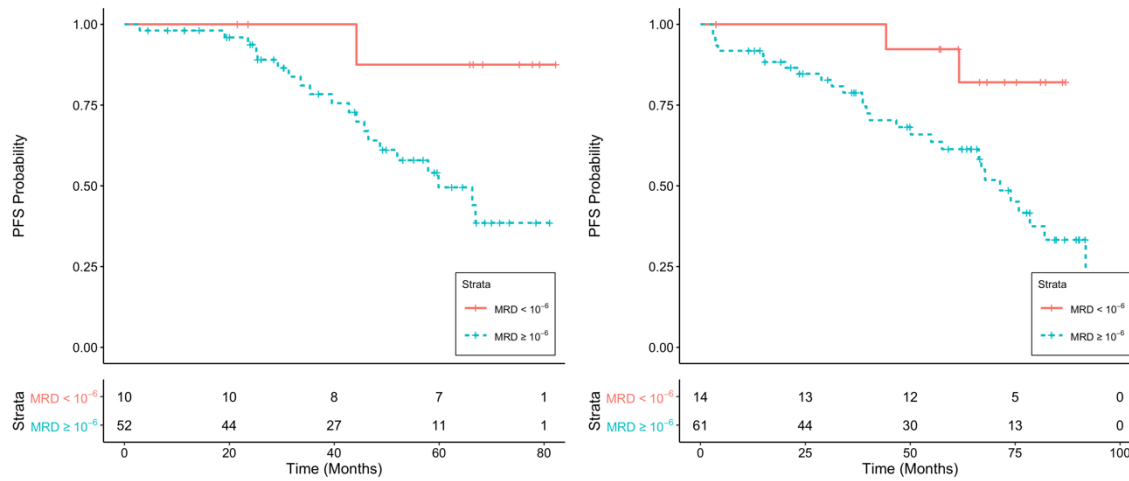 1.00
0.75
0.50
0.25
0.00
PFS Probability
Strata
MRD < 10⁻⁶
MRD ≥ 10⁻⁶
Strata
MRD < 10⁻⁶ 10 10 8 7 1
MRD ≥ 10⁻⁶ 52 44 27 11 1
0 20 40 60 80
Time (Months)
1.00
0.75
0.50
0.25
0.00
PFS Probability
Strata
MRD < 10⁻⁶
MRD ≥ 10⁻⁶
Strata
MRD < 10⁻⁶ 14 13 12 5 0
MRD ≥ 10⁻⁶ 61 44 30 13 0
0 25 50 75 100
Time (Months)